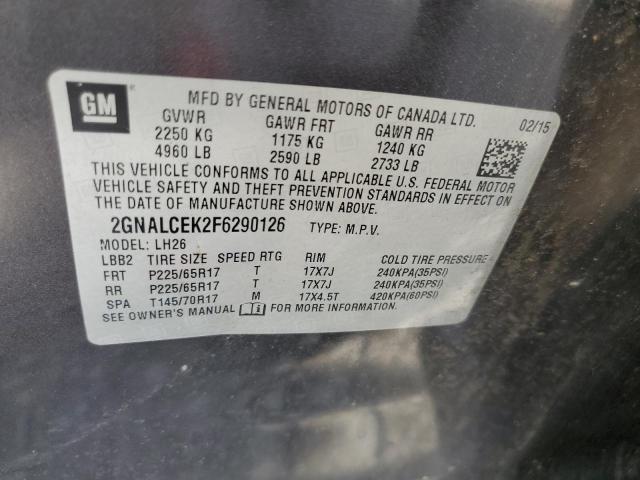 GM
MFD BY GENERAL MOTORS OF CANADA LTD.
GVWR GAWR FRT GAWR RR 02/15
2250 KG 1175 KG 1240 KG
4960 LB 2590 LB 2733 LB
THIS VEHICLE CONFORMS TO ALL APPLICABLE U.S. FEDERAL MOTOR
VEHICLE SAFETY AND THEFT PREVENTION STANDARDS IN EFFECT ON
THE DATE OF MANUFACTURE SHOWN ABOVE.
2GNALCEK2F6290126 TYPE: M.P.V.
MODEL: LH26
LBB2 TIRE SIZE SPEED RTG RIM COLD TIRE PRESSURE
FRT P225/65R17 T 17X7J 240KPA(35PSI)
RR P225/65R17 T 17X7J 240KPA(35PSI)
SPA T145/70R17 M 17X4.5T 420KPA(60PSI)
SEE OWNER'S MANUAL FOR MORE INFORMATION.